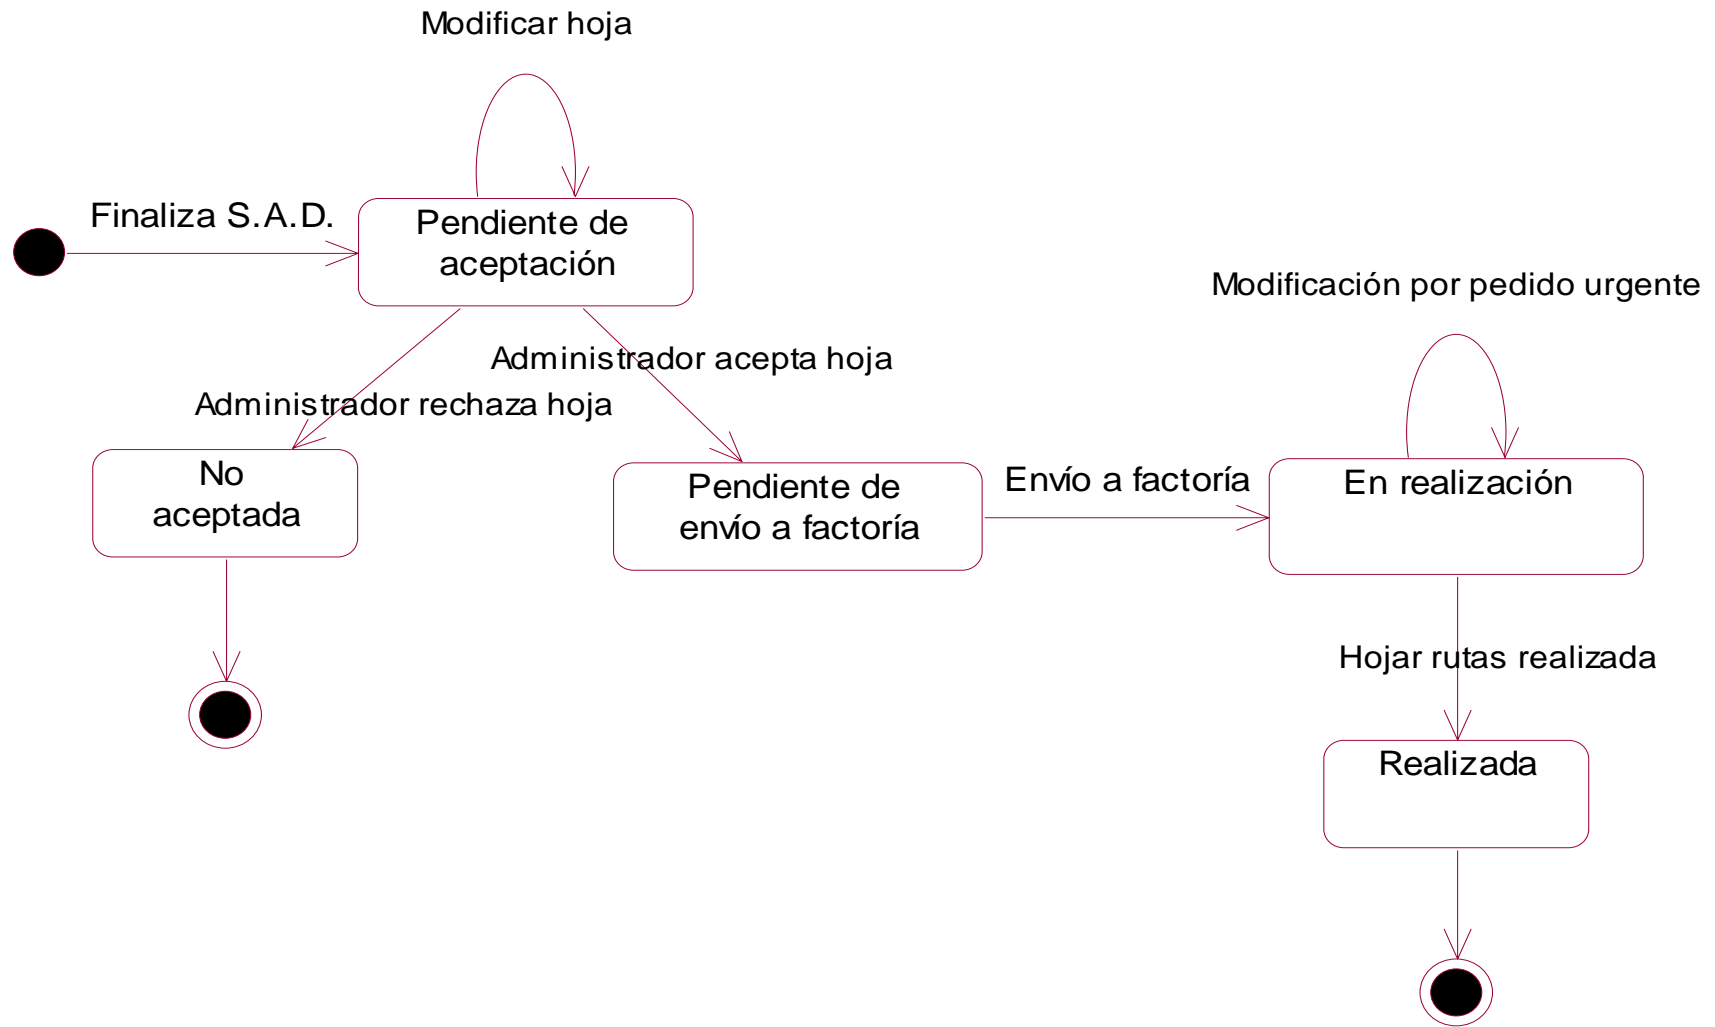 Modificar hoja
Finaliza S.A.D.
Pendiente de
aceptación
Modificación por pedido urgente
Administrador acepta hoja
Administrador rechaza hoja
No
aceptada
Pendiente de
envío a factoría
Envío a factoría
En realización
Hojar rutas realizada
Realizada